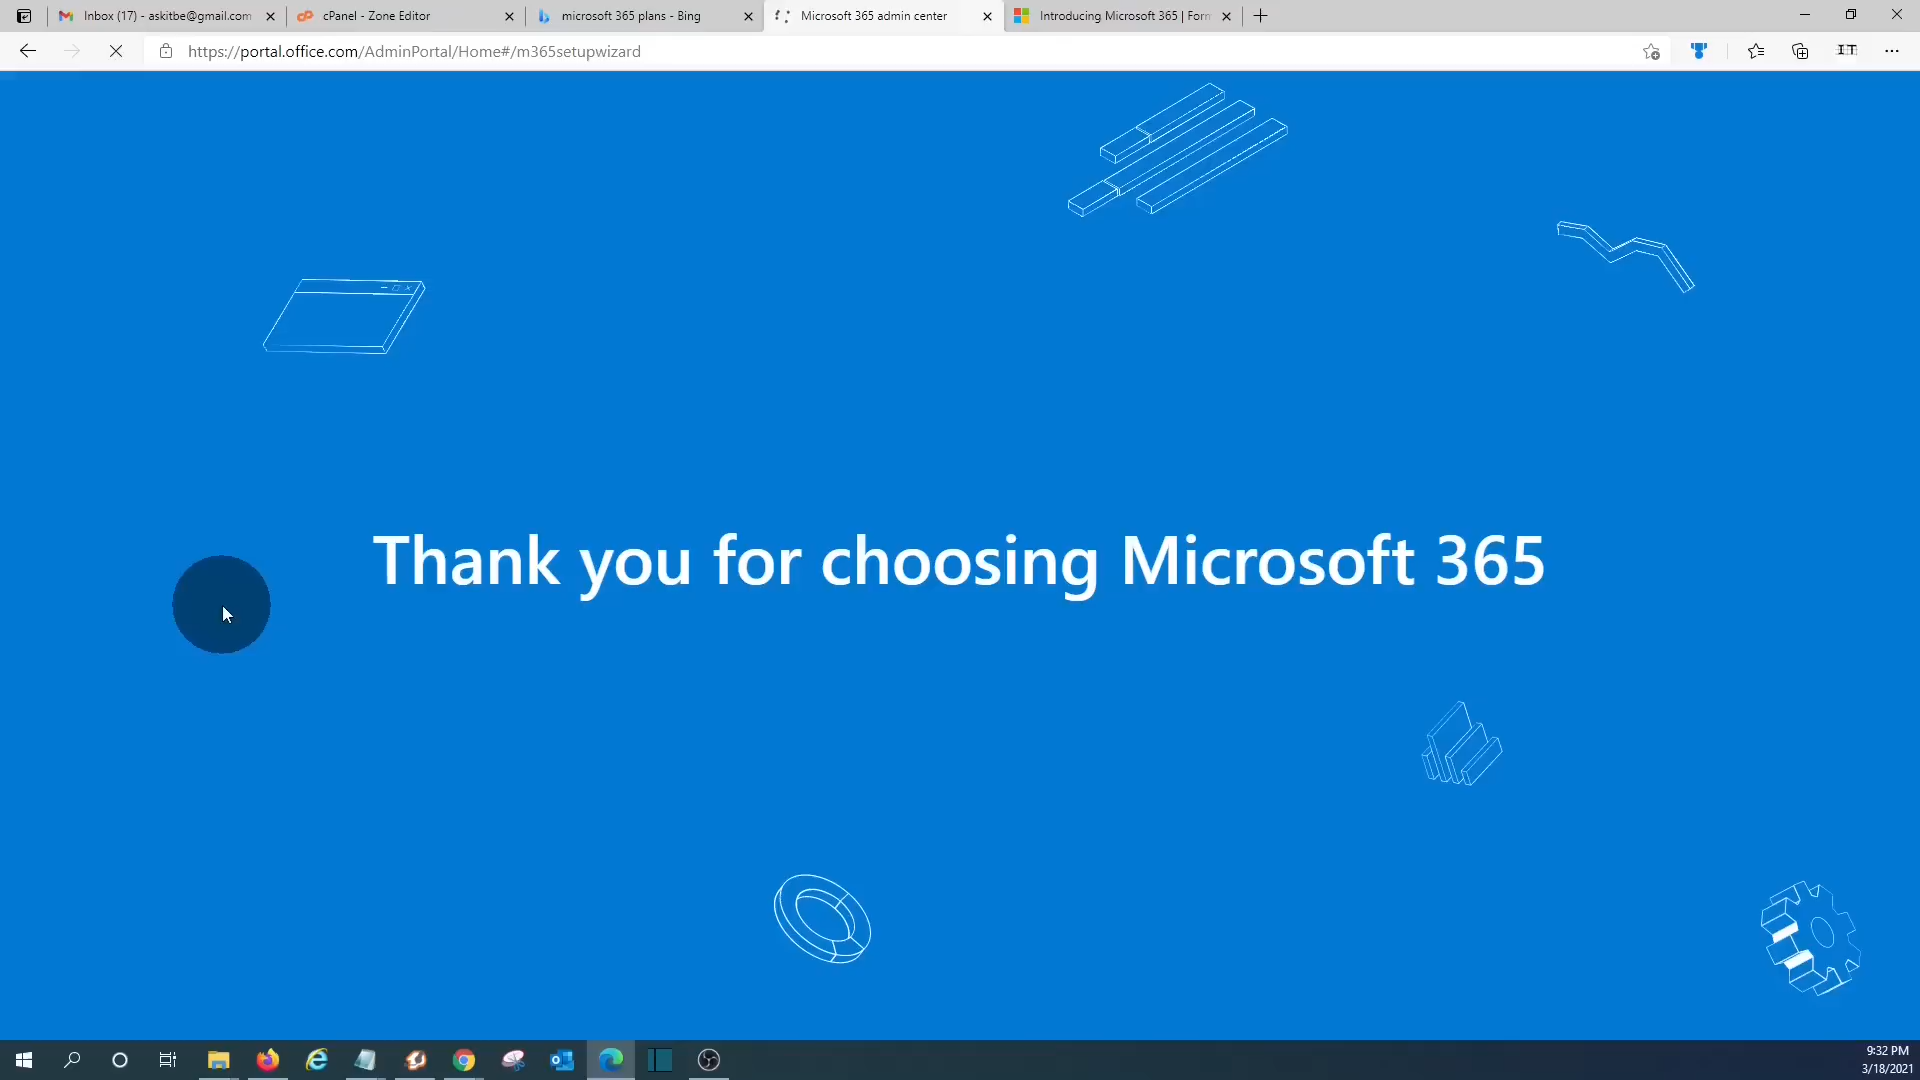 Inbox (17) - askitbe@gmail.com
cPanel - Zone Editor
microsoft 365 plans - Bing
Microsoft 365 admin center
Introducing Microsoft 365 | Form
https://portal.office.com/AdminPortal/Home#/m365setupwizard
IT
Thank you for choosing Microsoft 365
9:32 PM
3/18/2021